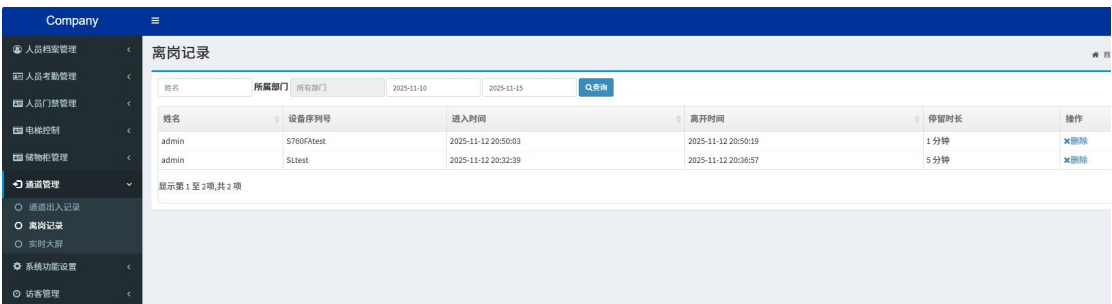 Company
人员档案管理
人员考勤管理
人员门禁管理
电梯控制
储物柜管理
通道管理
通道出入记录
离岗记录
实时大屏
系统功能设置
访客管理
离岗记录
首
姓名 所属部门 所有部门 2025-11-10 2025-11-15 查询
姓名 设备序列号 进入时间 离开时间 停留时长 操作
admin S760FAtest 2025-11-12 20:50:03 2025-11-12 20:50:19 1 分钟 删除
admin SLtest 2025-11-12 20:32:39 2025-11-12 20:36:57 5 分钟 删除
显示第 1 至 2项,共 2 项